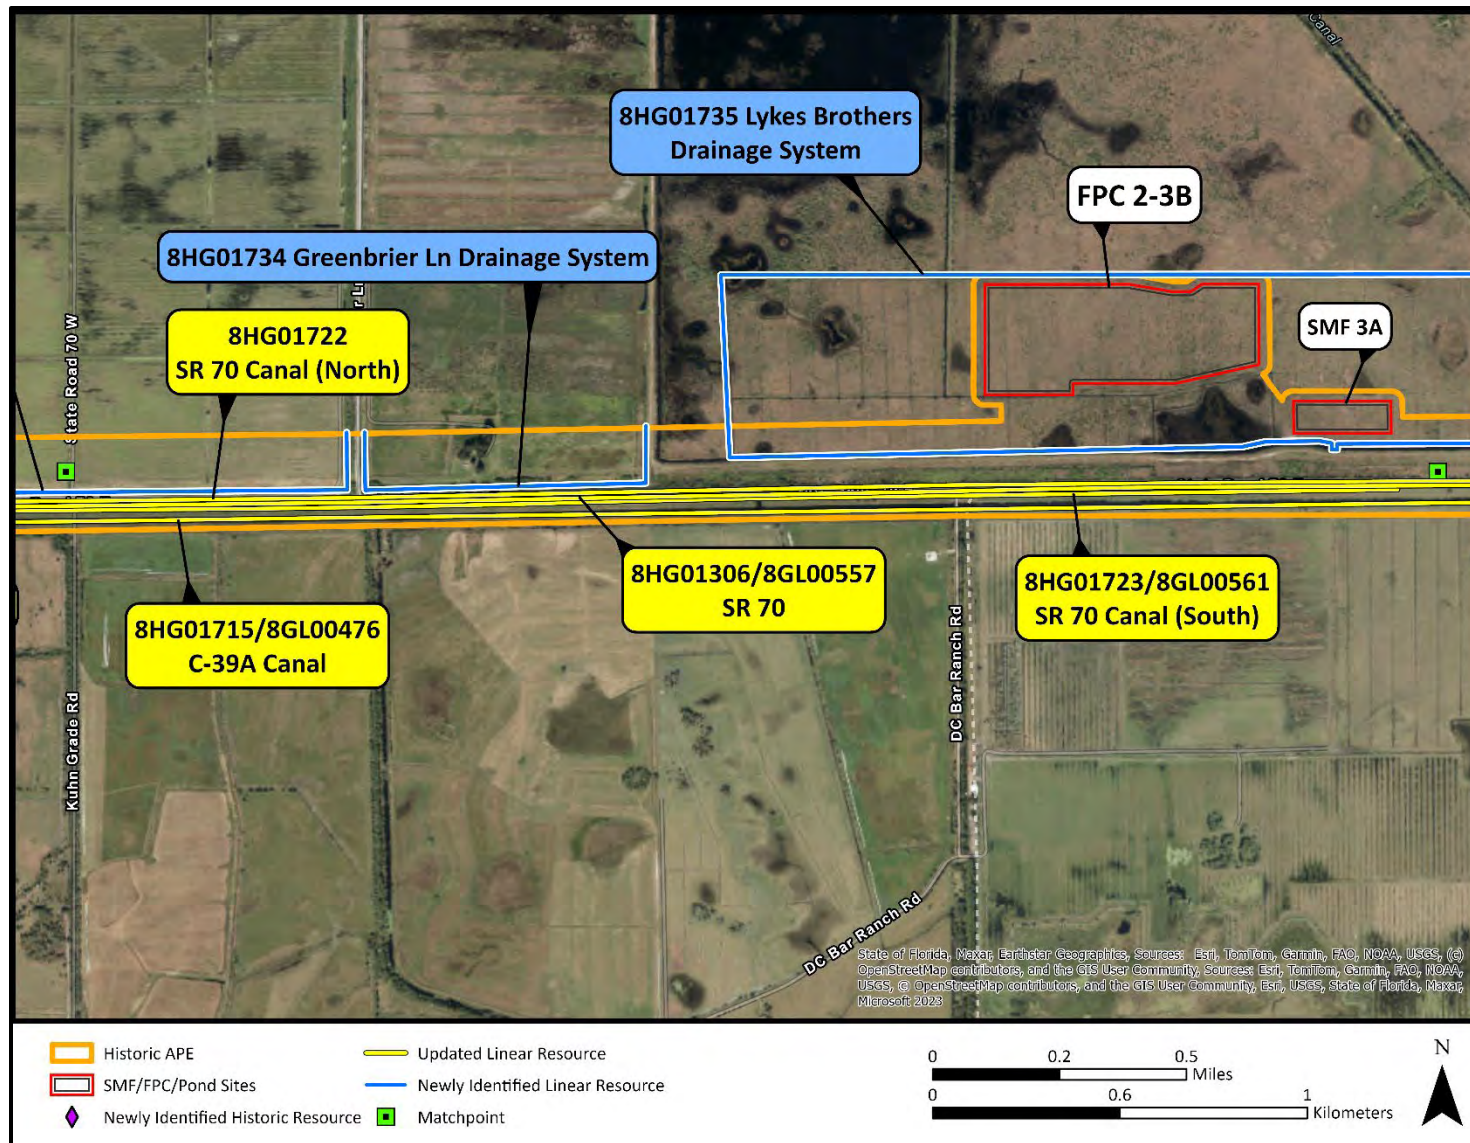 Canal
8HG01735 Lykes Brothers
Drainage System
FPC 2-3B
8HG01734 Greenbrier Ln Drainage System
SMF 3A
8HG01722
SR 70 Canal (North)
State Road 70 W
8HG01306/8GL00557
SR 70
8HG01723/8GL00561
SR 70 Canal (South)
8HG01715/8GL00476
C-39A Canal
Kuhn Grade Rd
DC Bar Ranch Rd
DC Bar Ranch Rd
State of Florida, Maxar, Earthstar Geographics, Sources: Esri, TomTom, Garmin, FAO, NOAA, USGS, (c)
OpenStreetMap contributors, and the GIS User Community, Sources: Esri, TomTom, Garmin, FAO, NOAA,
USGS, © OpenStreetMap contributors, and the GIS User Community, Esri, USGS, State of Florida, Maxar,
Microsoft 2023
Historic APE
Updated Linear Resource
SMF/FPC/Pond Sites
Newly Identified Linear Resource
Newly Identified Historic Resource
Matchpoint
0 0.2 0.5
Miles
0 0.6 1
Kilometers
N